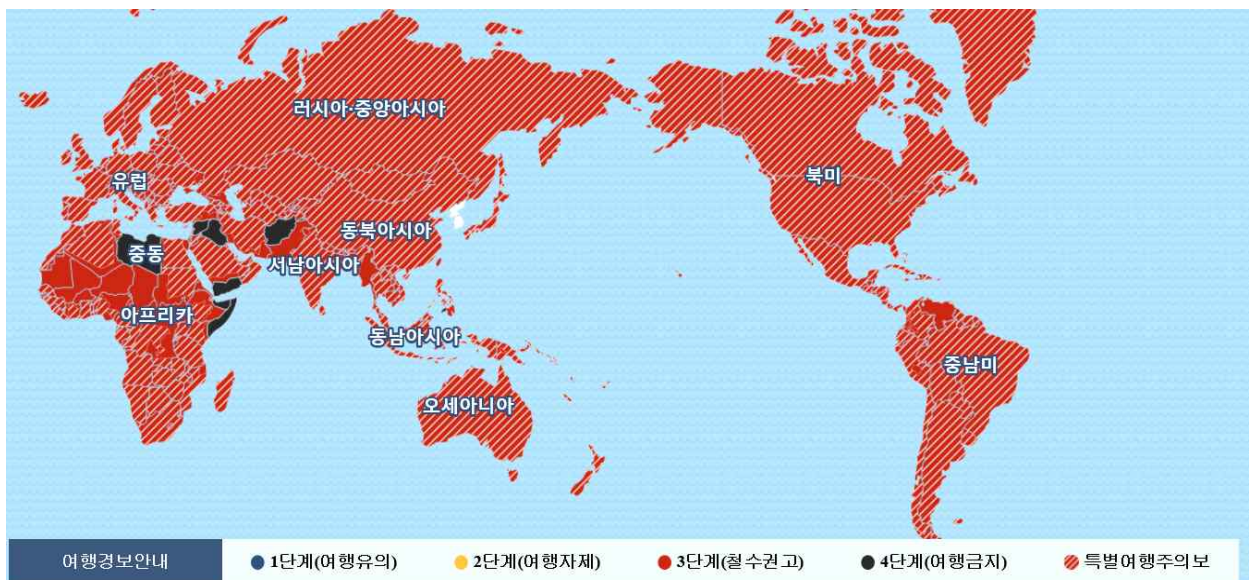 러시아·중앙아시아
유럽
북미
동북아시아
중동
서남아시아
아프리카
동남아시아
중남미
오세아니아
여행경보안내
1단계(여행유의)
2단계(여행자제)
3단계(철수권고)
4단계(여행금지)
특별여행주의보